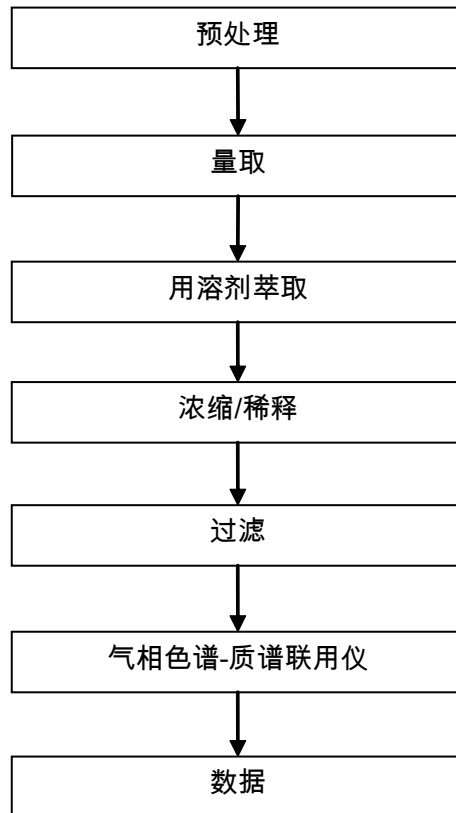 预处理
量取
用溶剂萃取
浓缩/稀释
过滤
气相色谱-质谱联用仪
数据